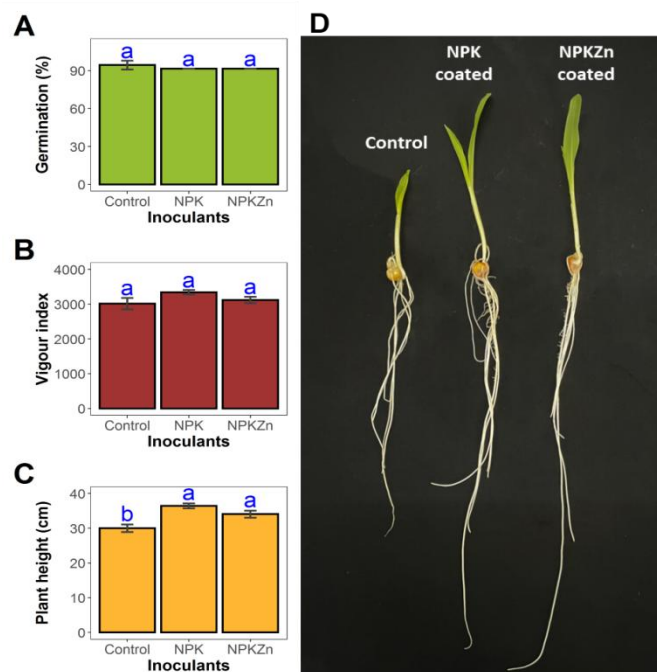 A
Germination (%)
90
60
30
0
a
a
a
Control
NPK
NPKZn
Inoculants
B
Vigour index
4000
3000
2000
1000
0
a
a
a
Control
NPK
NPKZn
Inoculants
C
Plant height (cm)
40
30
20
10
0
b
a
a
Control
NPK
NPKZn
Inoculants
D
Control
NPK
coated
NPKZn
coated